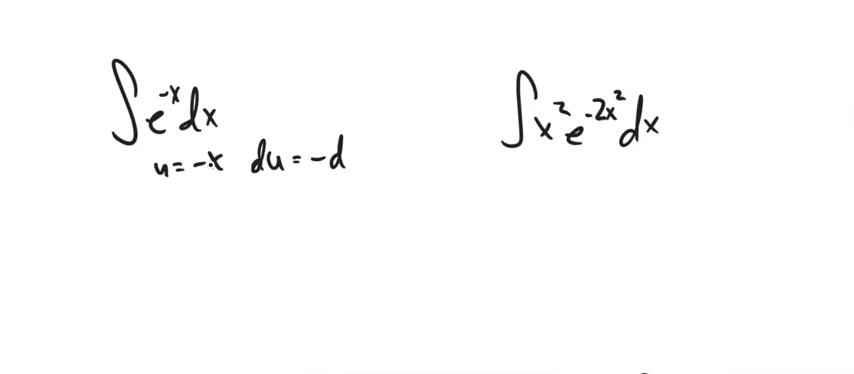 ∫e^{-x}dx
u = -x du = -d
∫x²e^{-2x²}dx